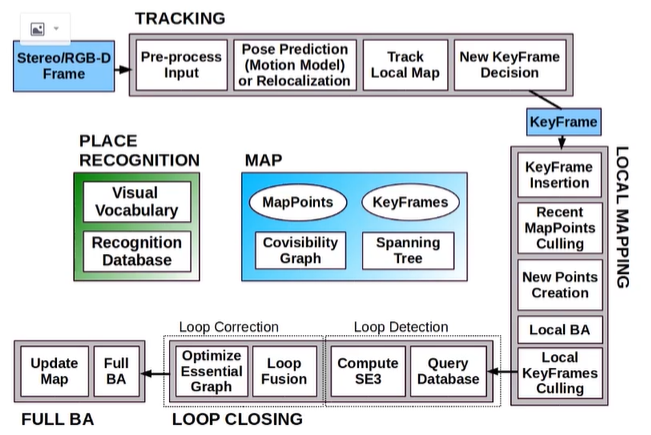 TRACKING
Stereo/RGB-D
Frame
Pre-process
Input
Pose Prediction
(Motion Model)
or Relocalization
Track
Local Map
New KeyFrame
Decision
KeyFrame
PLACE
RECOGNITION
Visual
Vocabulary
Recognition
Database
MAP
MapPoints
KeyFrames
Covisibility
Graph
Spanning
Tree
LOCAL MAPPING
KeyFrame
Insertion
Recent
MapPoints
Culling
New Points
Creation
Local BA
Local
KeyFrames
Culling
Loop Correction
Loop Detection
Update
Map
Full
BA
Optimize
Essential
Graph
Loop
Fusion
Compute
SE3
Query
Database
FULL BA
LOOP CLOSING